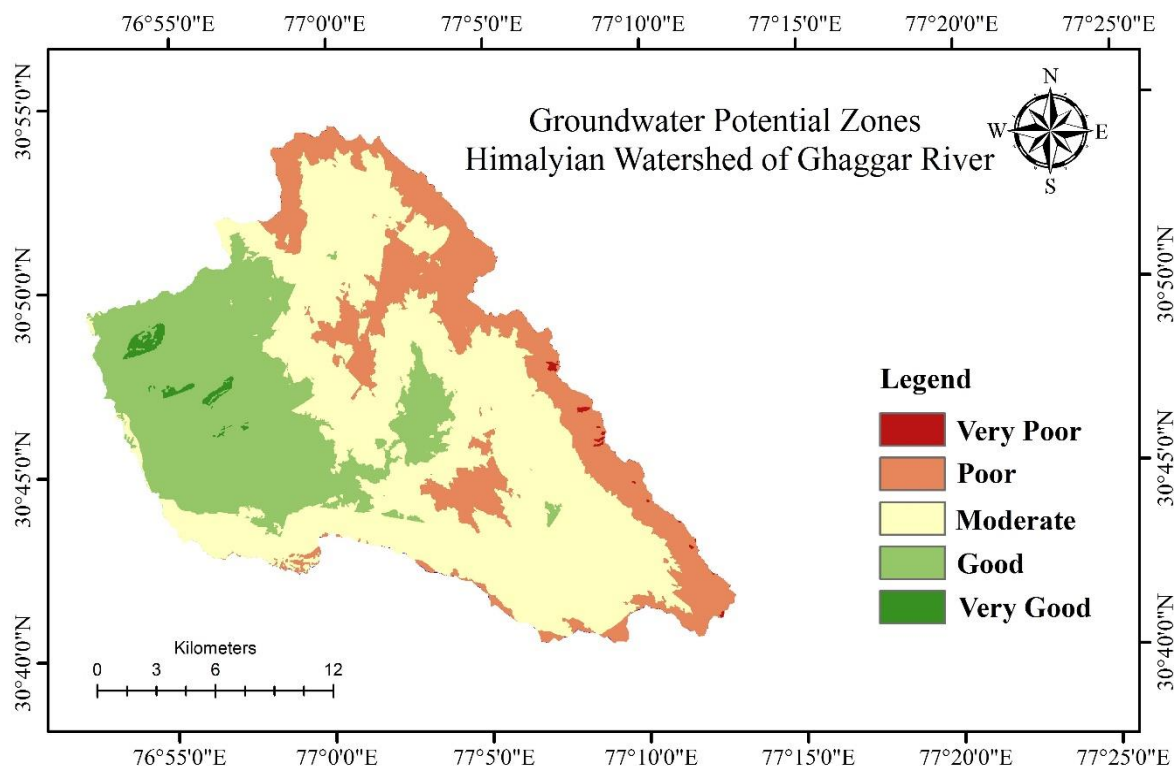 76°55'0"E 77°0'0"E 77°5'0"E 77°10'0"E 77°15'0"E 77°20'0"E 77°25'0"E
Groundwater Potential Zones
Himalyian Watershed of Ghaggar River
N
W E
S
30°55'0"N
30°50'0"N
30°45'0"N
30°40'0"N
30°50'0"N
30°45'0"N
30°40'0"N
Legend
Very Poor
Poor
Moderate
Good
Very Good
Kilometers
0 3 6 12
76°55'0"E 77°0'0"E 77°5'0"E 77°10'0"E 77°15'0"E 77°20'0"E 77°25'0"E